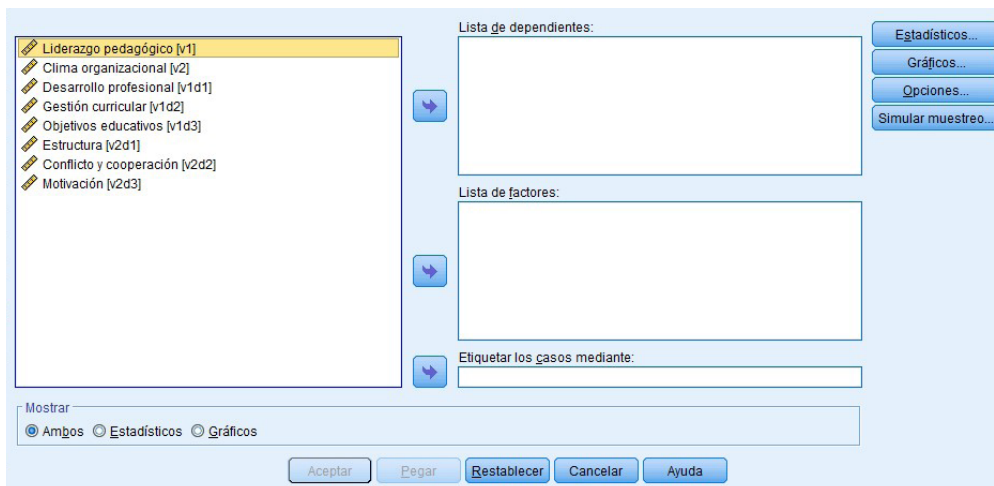 Liderazgo pedagógico [v1]
Clima organizacional [v2]
Desarrollo profesional [v1d1]
Gestión curricular [v1d2]
Objetivos educativos [v1d3]
Estructura [v2d1]
Conflicto y cooperación [v2d2]
Motivación [v2d3]
Lista de dependientes:
Lista de factores:
Etiquetar los casos mediante:
Estadísticos...
Gráficos...
Opciones...
Simular muestreo...
Mostrar
Ambos Estadísticos Gráficos
Aceptar Pegar Restablecer Cancelar Ayuda